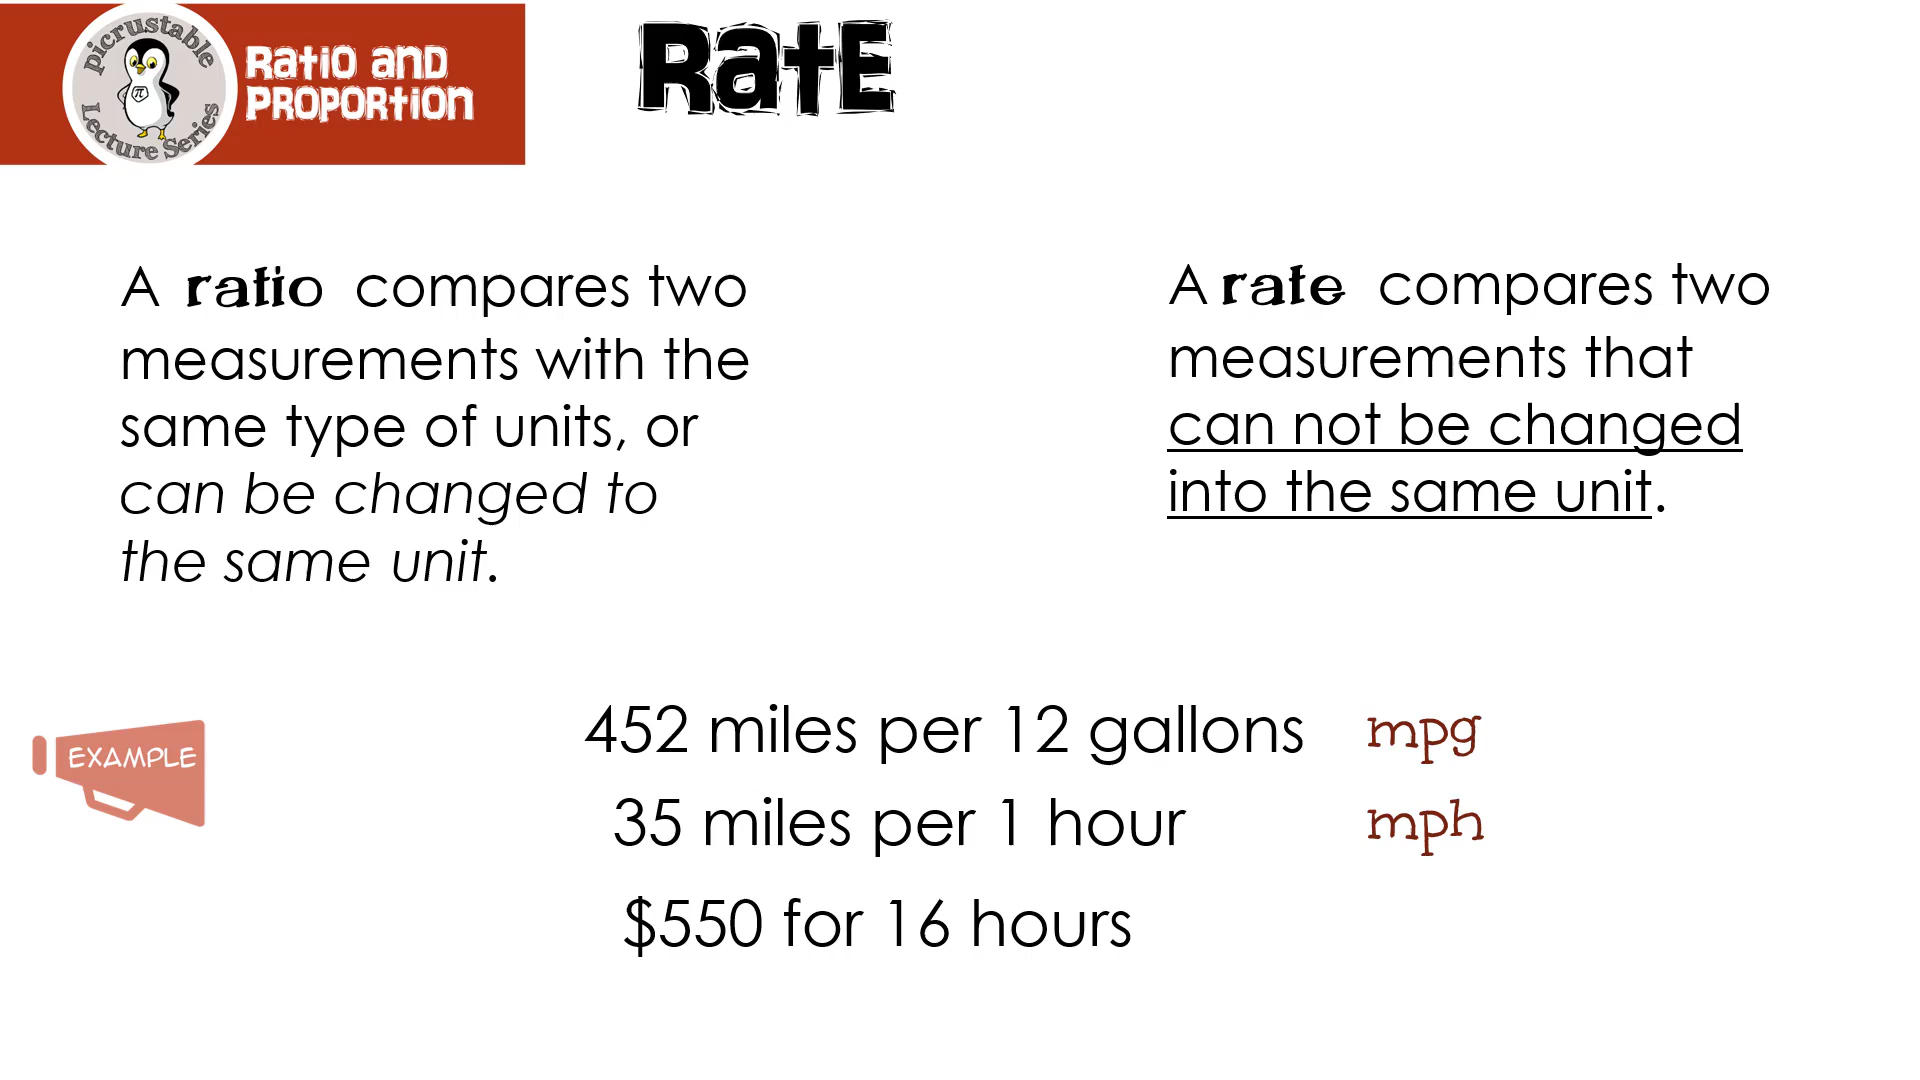 picrustable
Lecture Series
π
Ratio and
Proportion
Rate
A ratio compares two
measurements with the
same type of units, or
can be changed to
the same unit.
A rate compares two
measurements that
can not be changed
into the same unit.
EXAMPLE
452 miles per 12 gallons mpg
35 miles per 1 hour mph
$550 for 16 hours